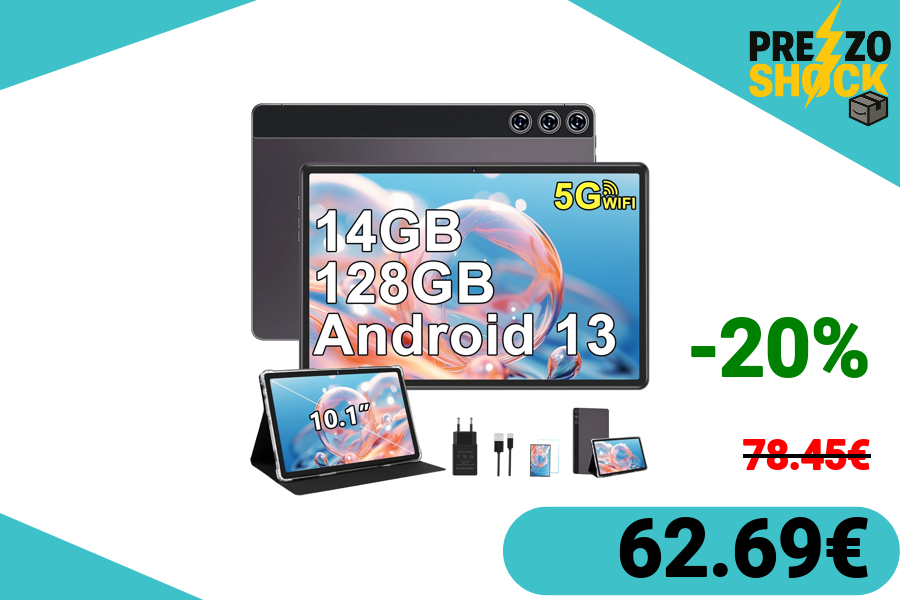 PREZZO
SHOCK
5G WIFI
14GB
128GB
Android 13
10.1”
-20%
78.45€
62.69€